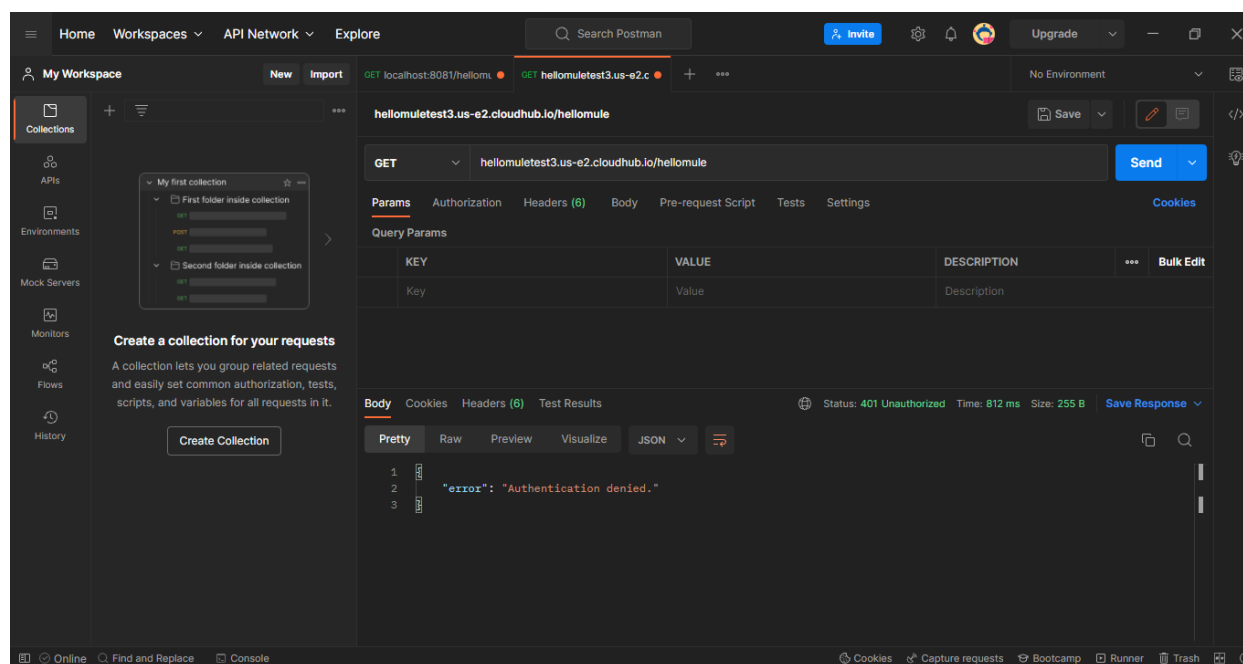 Home Workspaces API Network Explore Search Postman Invite Upgrade
My Workspace New Import GET localhost:8081/hellomu GET hellomuletest3.us-e2.c No Environment
Collections
APIs
Environments
Mock Servers
Monitors
Flows
History
My first collection
First folder inside collection
GET
POST
GET
Second folder inside collection
GET
GET
Create a collection for your requests
A collection lets you group related requests
and easily set common authorization, tests,
scripts, and variables for all requests in it.
Create Collection
hellomuletest3.us-e2.cloudhub.io/hellomule Save
GET hellomuletest3.us-e2.cloudhub.io/hellomule Send
Params Authorization Headers (6) Body Pre-request Script Tests Settings Cookies
Query Params
KEY VALUE DESCRIPTION Bulk Edit
Key Value Description
Body Cookies Headers (6) Test Results Status: 401 Unauthorized Time: 812 ms Size: 255 B Save Response
Pretty Raw Preview Visualize JSON
1 {
2 "error": "Authentication denied."
3 }
Online Find and Replace Console Cookies Capture requests Bootcamp Runner Trash